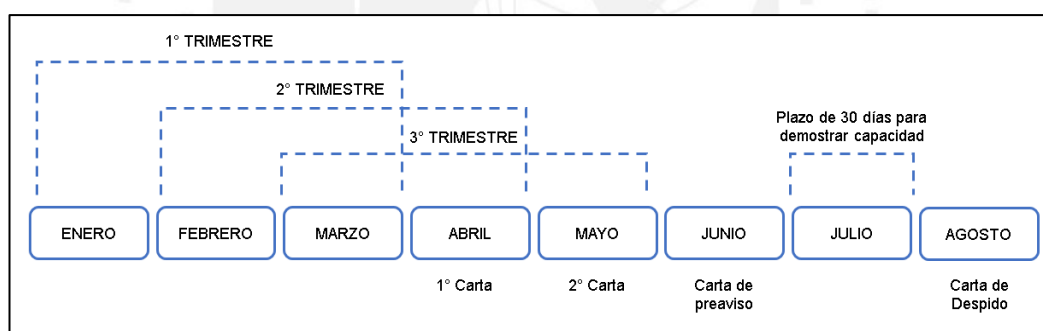 1° TRIMESTRE
2° TRIMESTRE
3° TRIMESTRE
Plazo de 30 días para
demostrar capacidad
ENERO
FEBRERO
MARZO
ABRIL
MAYO
JUNIO
JULIO
AGOSTO
1° Carta
2° Carta
Carta de
preaviso
Carta de
Despido